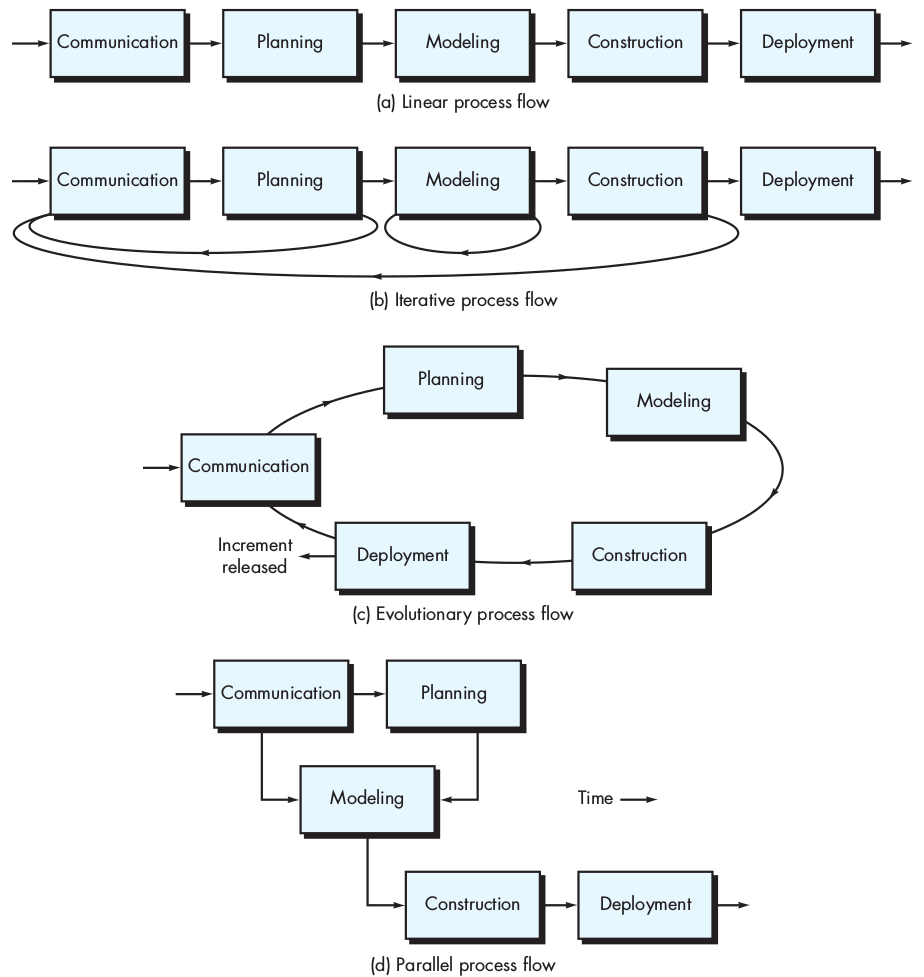 Communication
Planning
Modeling
Construction
Deployment
(a) Linear process flow
Communication
Planning
Modeling
Construction
Deployment
(b) Iterative process flow
Planning
Modeling
Communication
Increment
released
Deployment
Construction
(c) Evolutionary process flow
Communication
Planning
Modeling
Time
Construction
Deployment
(d) Parallel process flow